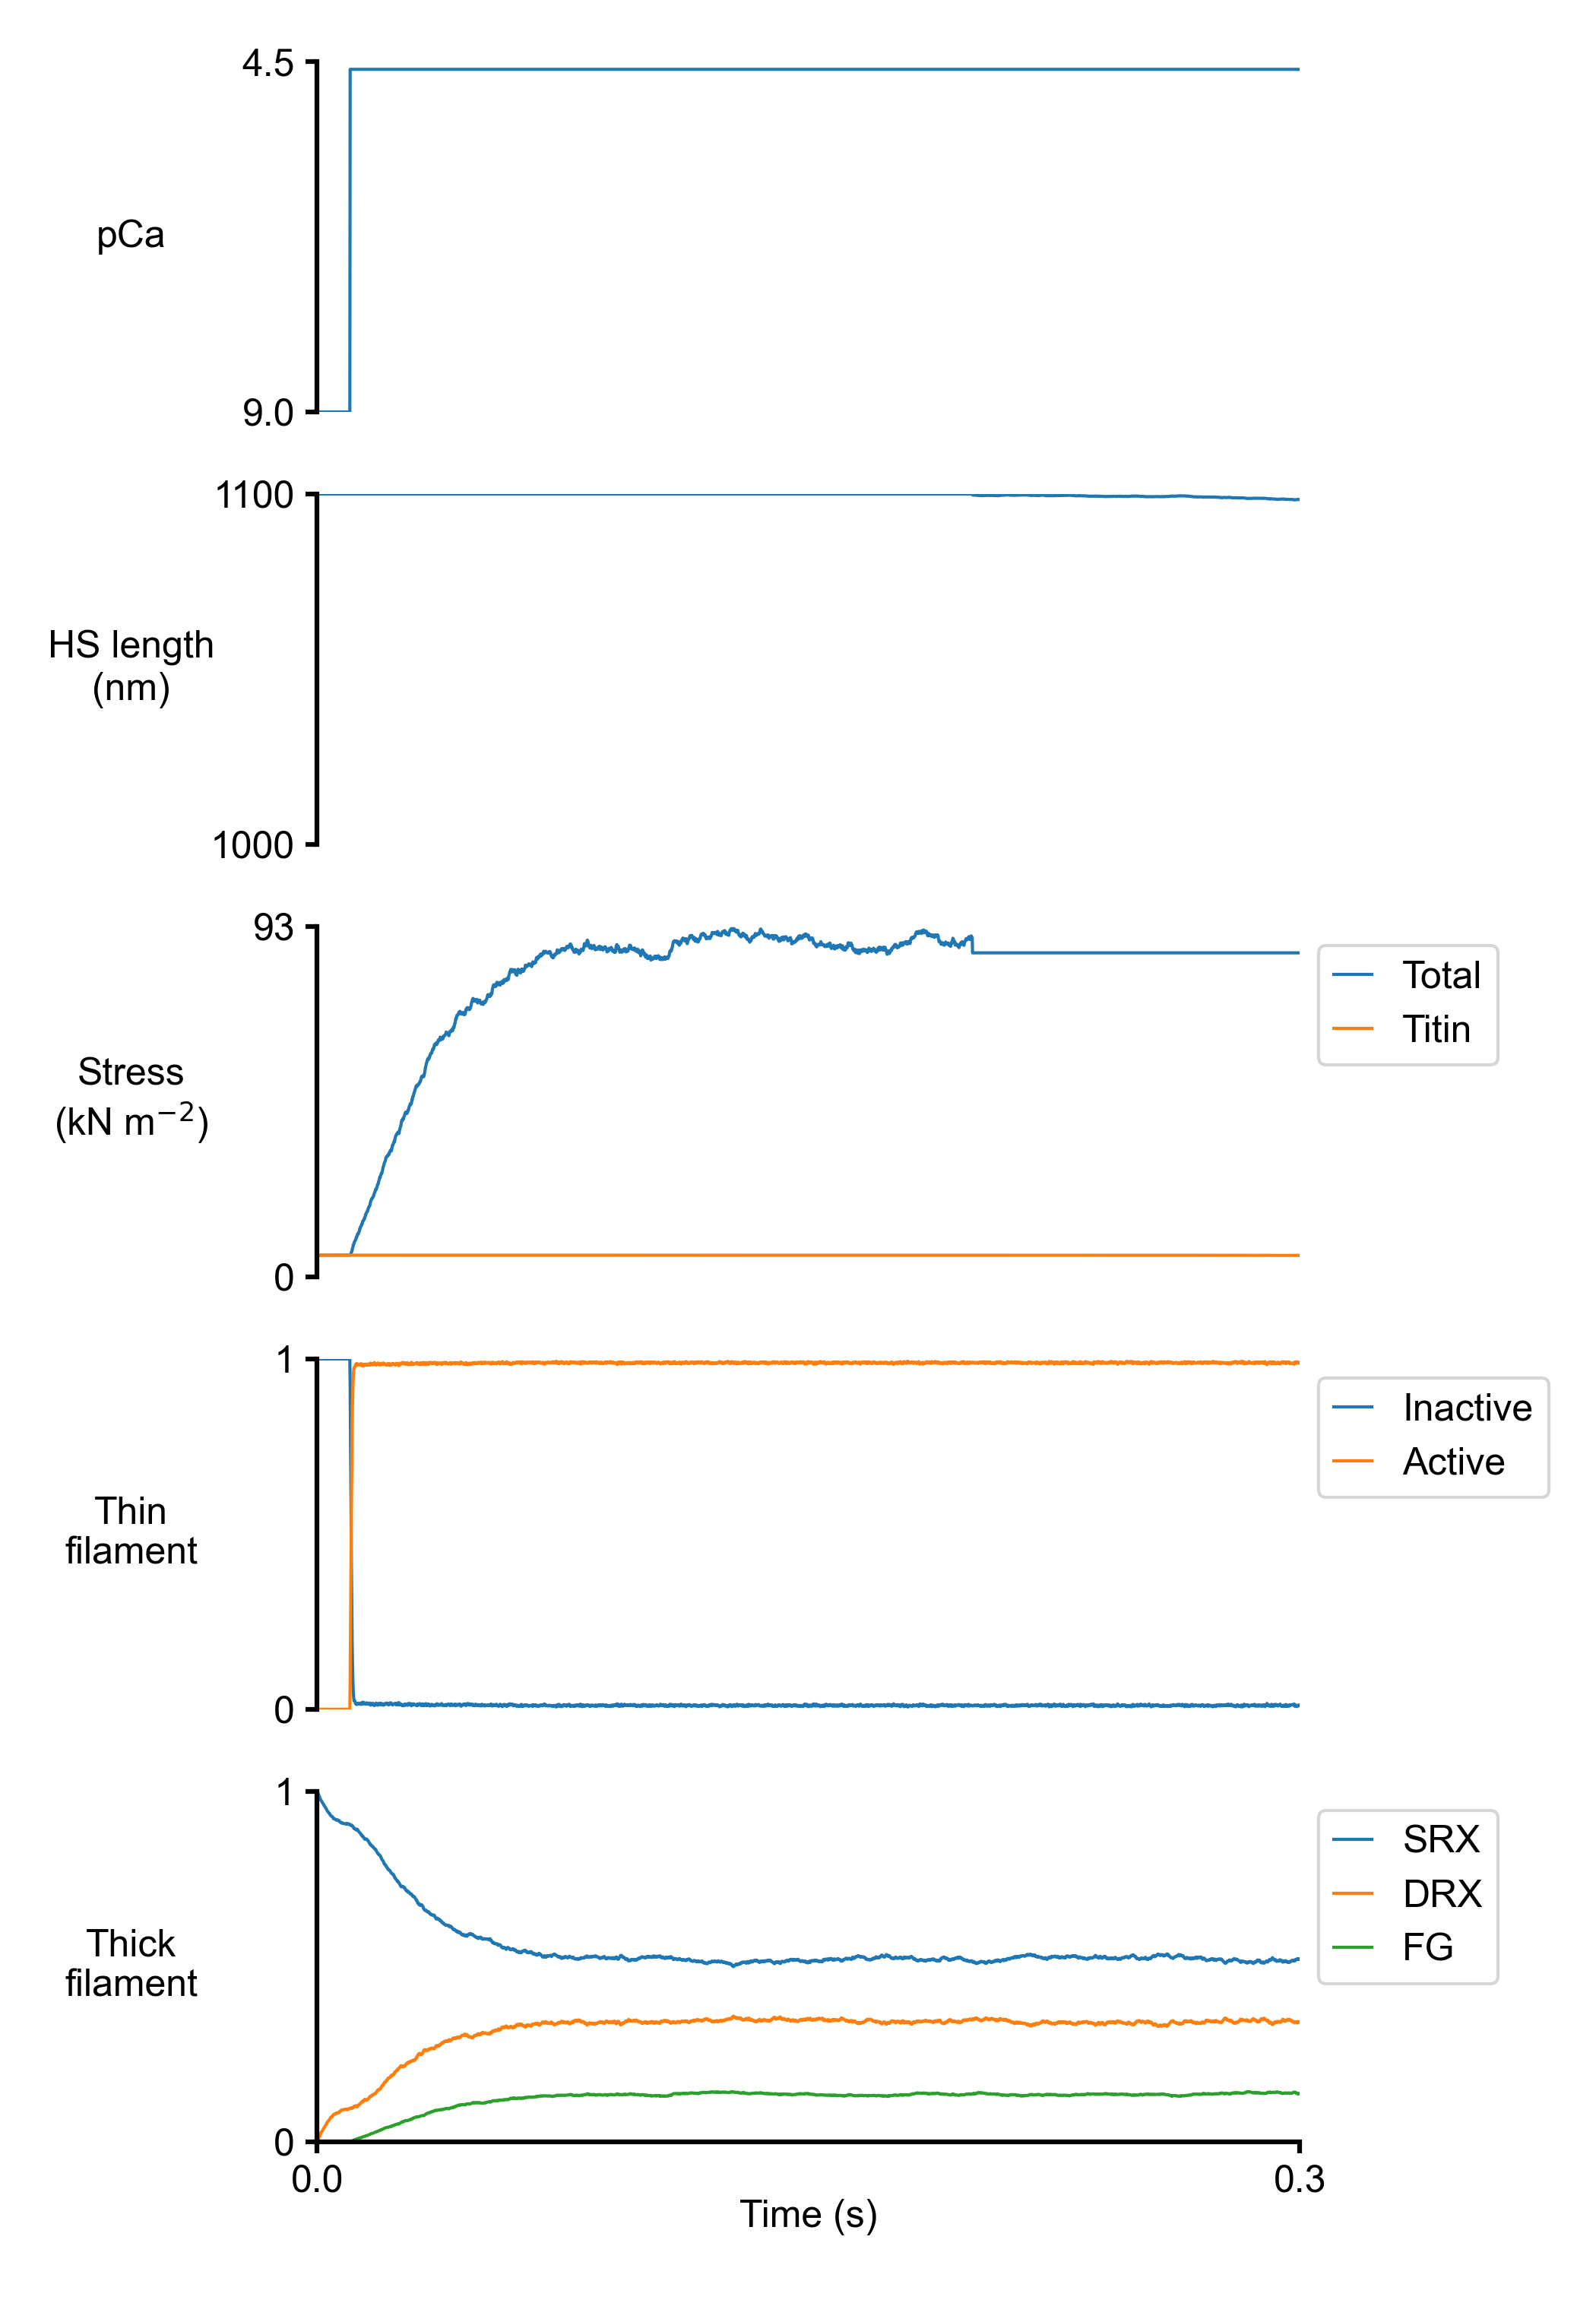 4.5
pCa
9.0
1100
HS length
(nm)
1000
93
Stress
(kN m⁻²)
0
Total
Titin
1
Thin
filament
0
Inactive
Active
1
Thick
filament
0
SRX
DRX
FG
0.0
0.3
Time (s)